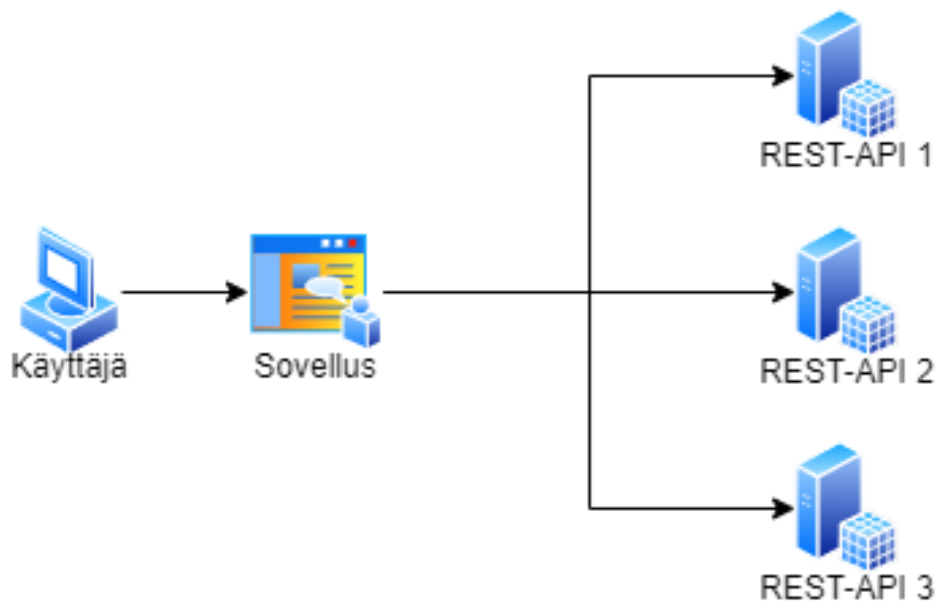 REST-API 1
Käyttäjä
Sovellus
REST-API 2
REST-API 3